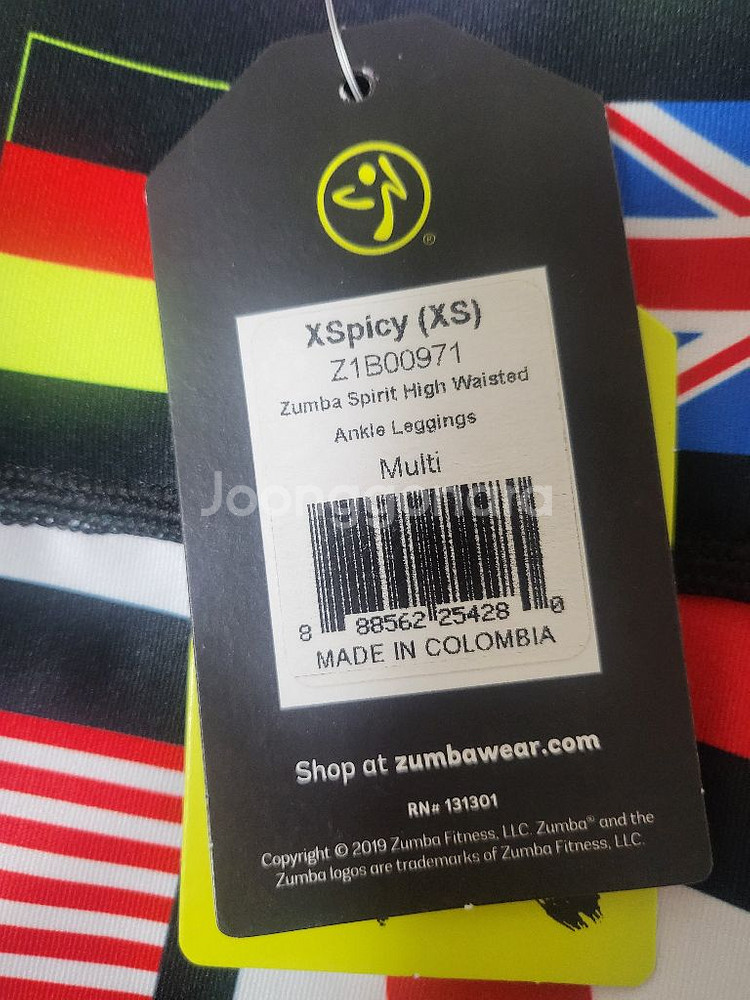 ®
XSpicy (XS)
Z1B00971
Zumba Spirit High Waisted
Ankle Leggings
Multi
Joonggonara
8 88562 25428 0
MADE IN COLOMBIA
Shop at zumbawear.com
RN# 131301
Copyright © 2019 Zumba Fitness, LLC. Zumba® and the
Zumba logos are trademarks of Zumba Fitness, LLC.